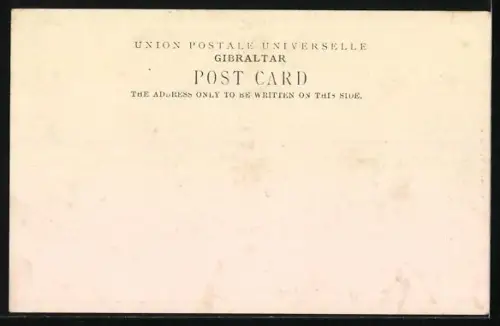 UNION POSTALE UNIVERSELLE
GIBRALTAR
POST CARD
THE ADDRESS ONLY TO BE WRITTEN ON THIS SIDE.